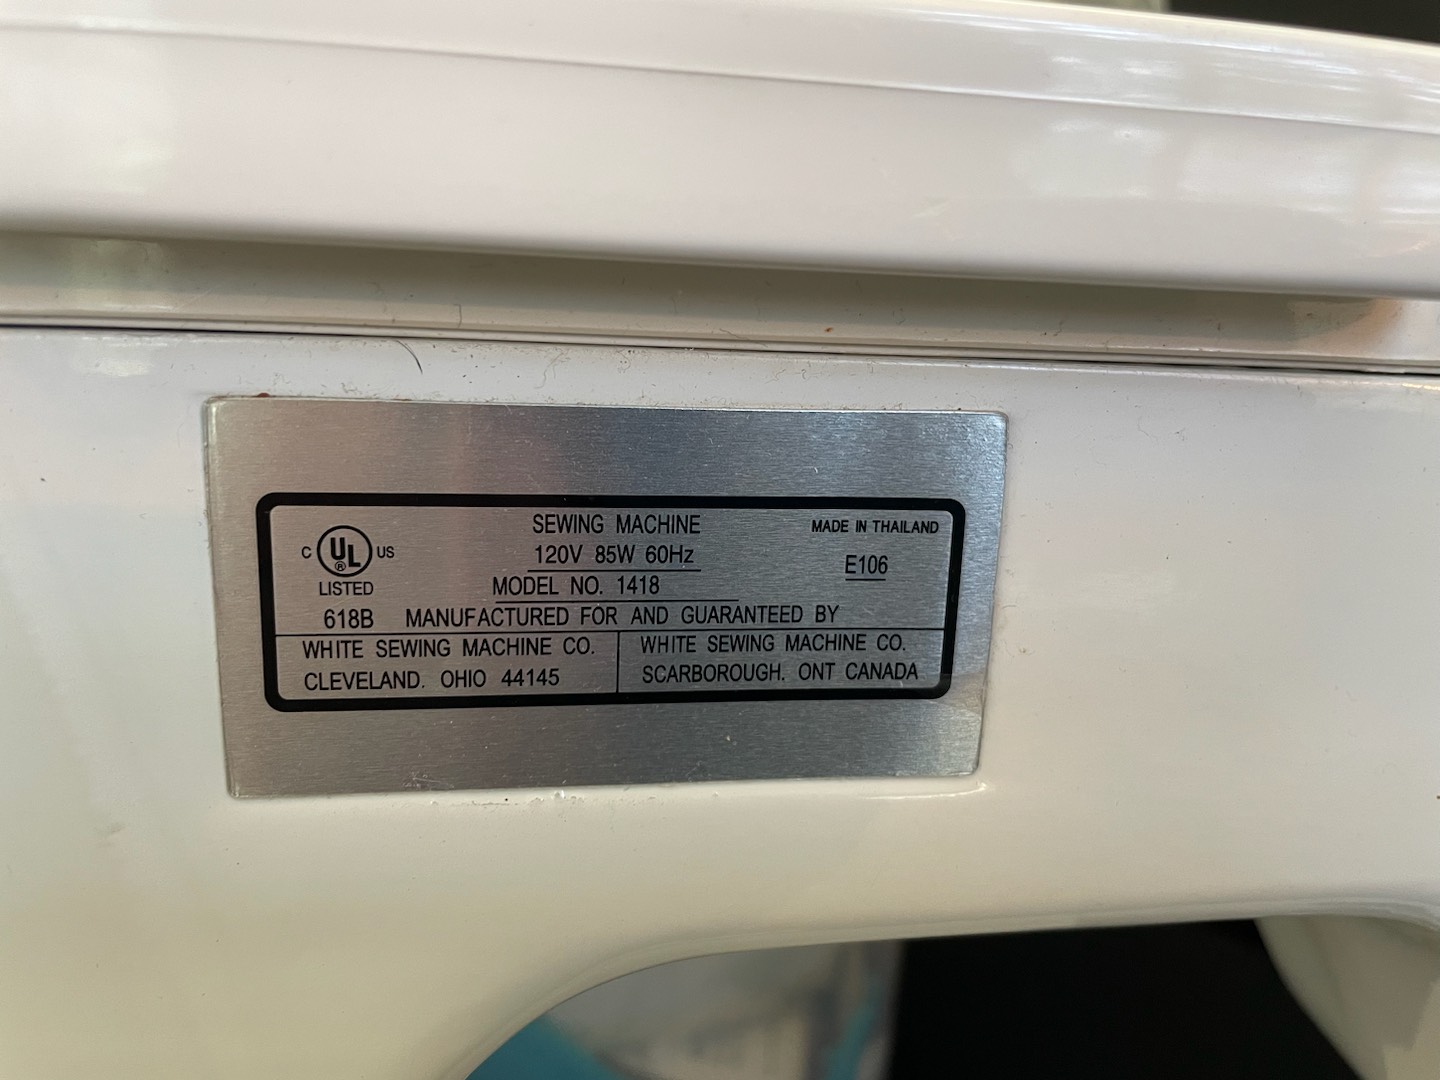 SEWING MACHINE
MADE IN THAILAND
C UL ® US
120V 85W 60Hz
E106
LISTED
MODEL NO. 1418
618B MANUFACTURED FOR AND GUARANTEED BY
WHITE SEWING MACHINE CO.
CLEVELAND. OHIO 44145
WHITE SEWING MACHINE CO.
SCARBOROUGH. ONT CANADA